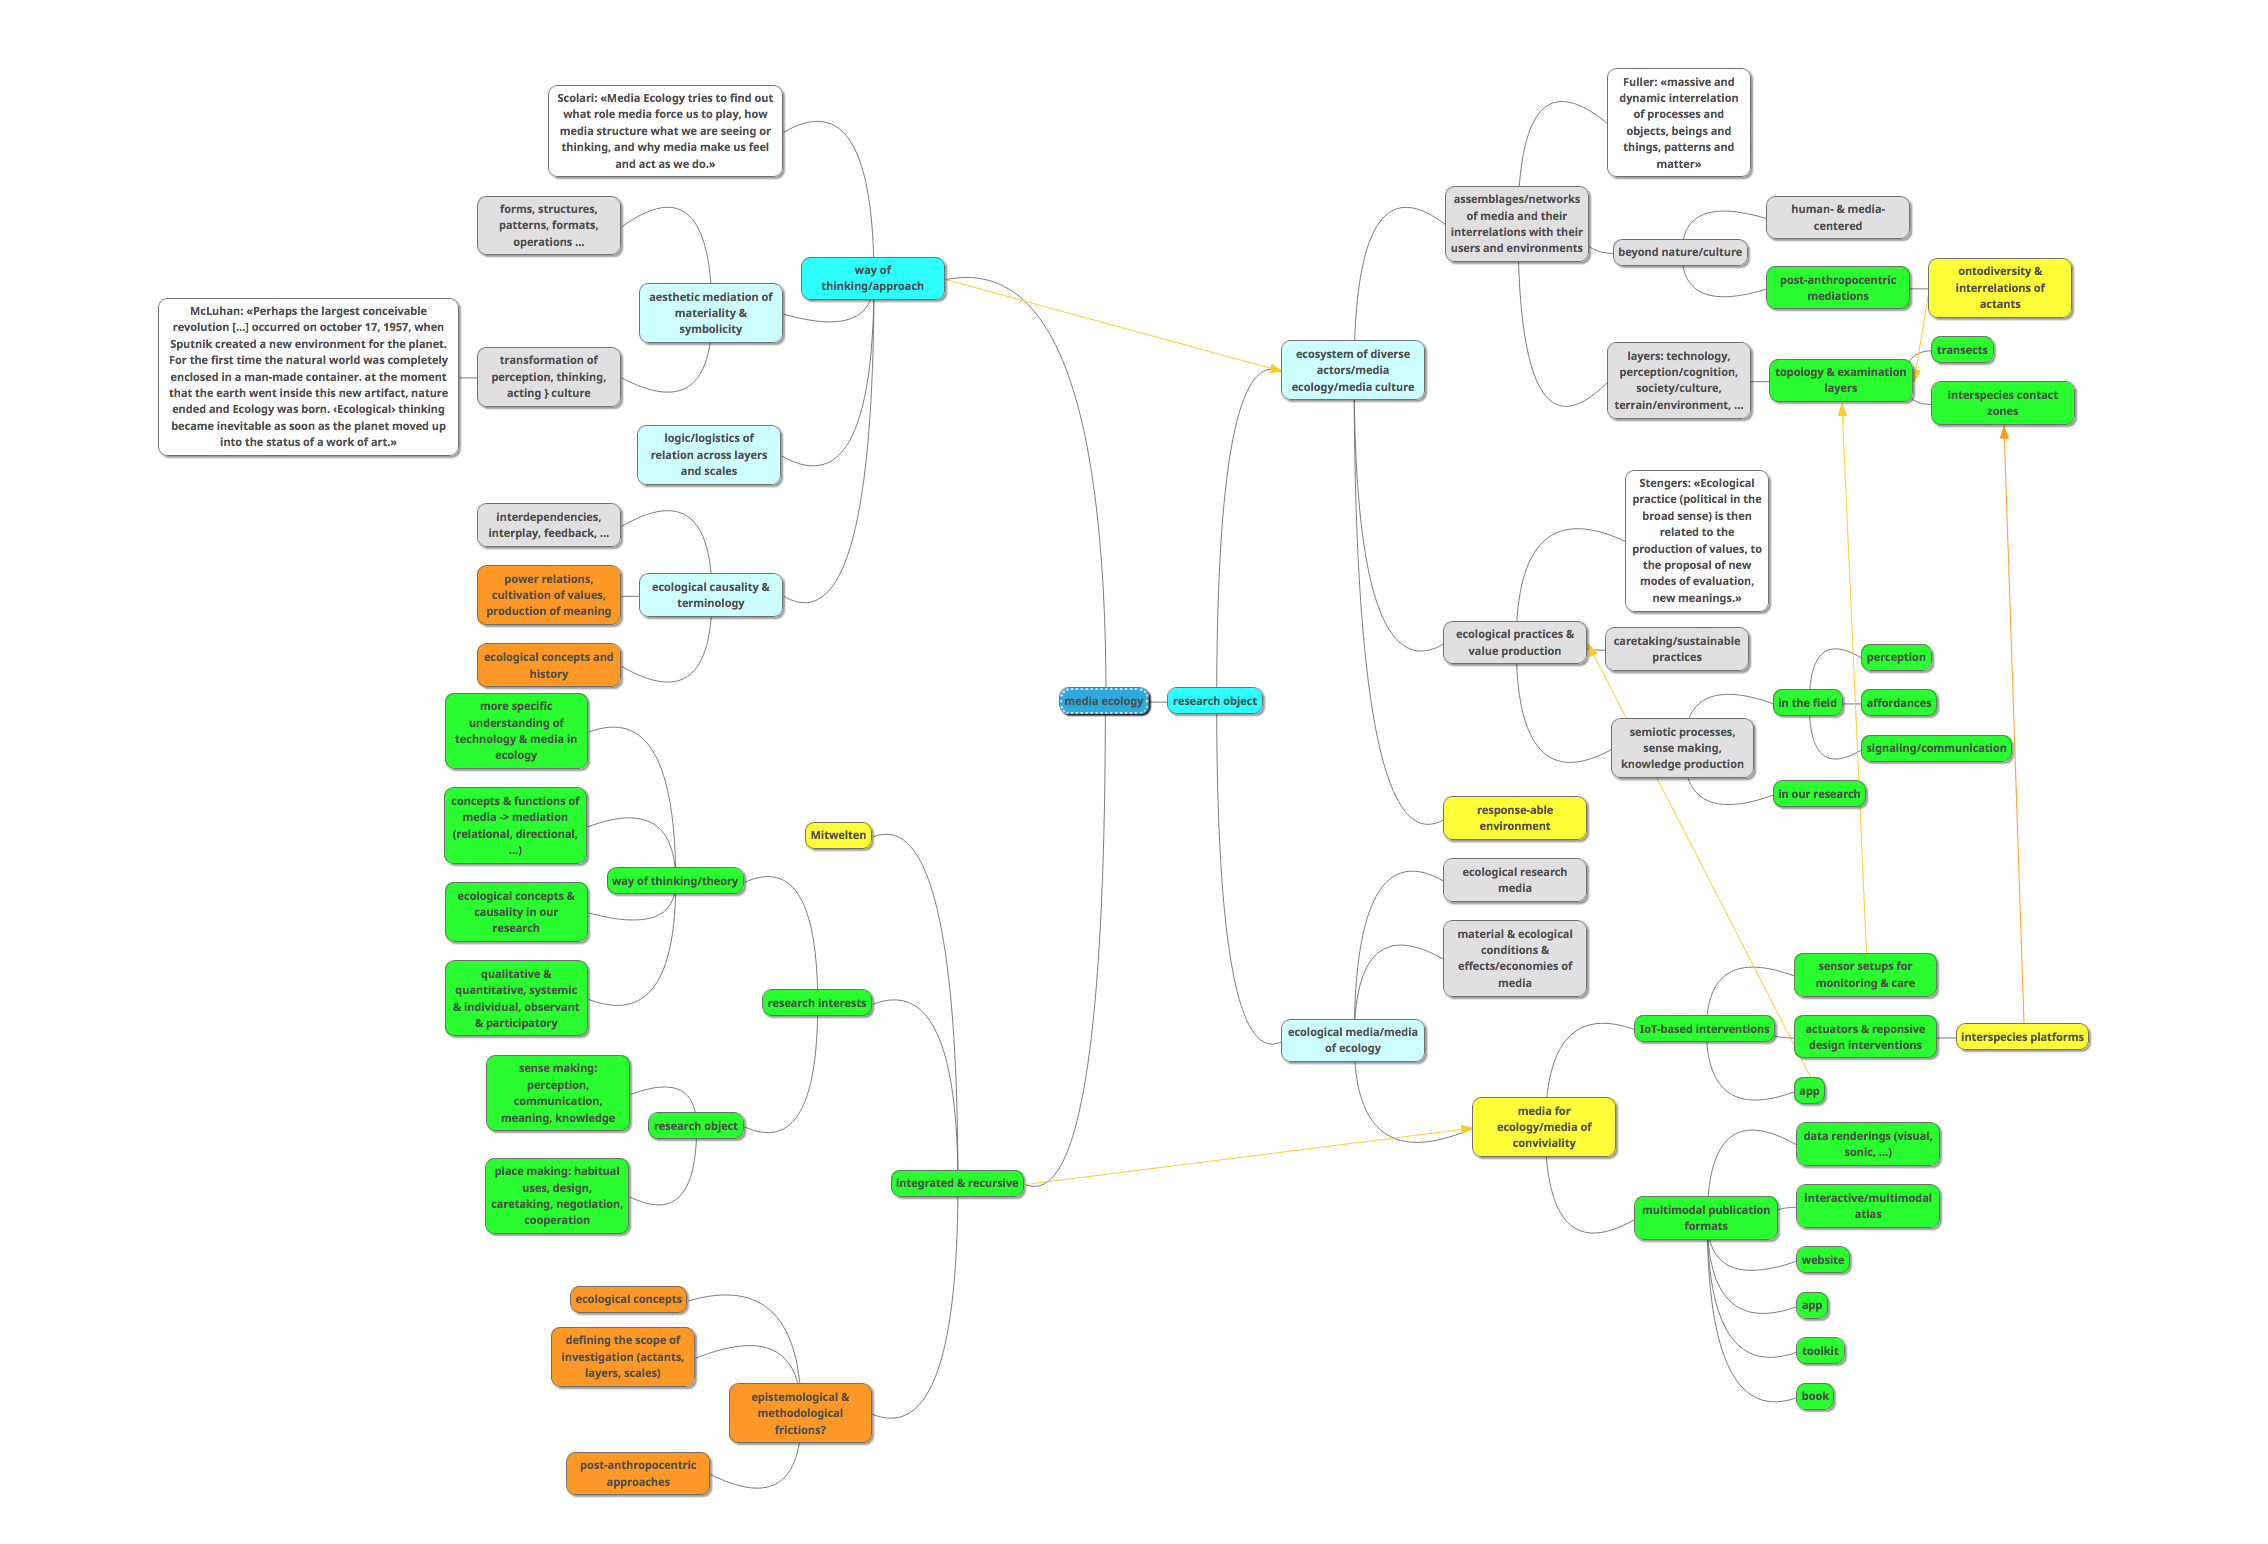 Scolari: «Media Ecology tries to find out
what role media force us to play, how
media structure what we are seeing or
thinking, and why media make us feel
and act as we do.»
forms, structures,
patterns, formats,
operations ...
way of
thinking/approach
aesthetic mediation of
materiality &
symbolicity
McLuhan: «Perhaps the largest conceivable
revolution [...] occurred on october 17, 1957, when
Sputnik created a new environment for the planet.
For the first time the natural world was completely
enclosed in a man-made container. at the moment
that the earth went inside this new artifact, nature
ended and Ecology was born. ‹Ecological› thinking
became inevitable as soon as the planet moved up
into the status of a work of art.»
transformation of
perception, thinking,
acting } culture
logic/logistics of
relation across layers
and scales
interdependencies,
interplay, feedback, ...
power relations,
cultivation of values,
production of meaning
ecological causality &
terminology
ecological concepts and
history
more specific
understanding of
technology & media in
ecology
concepts & functions of
media -> mediation
(relational, directional,
...)
way of thinking/theory
ecological concepts &
causality in our
research
qualitative &
quantitative, systemic
& individual, observant
& participatory
Mitwelten
research interests
sense making:
perception,
communication,
meaning, knowledge
research object
place making: habitual
uses, design,
caretaking, negotiation,
cooperation
integrated & recursive
ecological concepts
defining the scope of
investigation (actants,
layers, scales)
epistemological &
methodological
frictions?
post-anthropocentric
approaches
media ecology
research object
Fuller: «massive and
dynamic interrelation
of processes and
objects, beings and
things, patterns and
matter»
assemblages/networks
of media and their
interrelations with their
users and environments
beyond nature/culture
human- & media-
centered
post-anthropocentric
mediations
ontodiversity &
interrelations of
actants
ecosystem of diverse
actors/media
ecology/media culture
layers: technology,
perception/cognition,
society/culture,
terrain/environment, ...
topology & examination
layers
transects
interspecies contact
zones
Stengers: «Ecological
practice (political in the
broad sense) is then
related to the
production of values, to
the proposal of new
modes of evaluation,
new meanings.»
ecological practices &
value production
caretaking/sustainable
practices
semiotic processes,
sense making,
knowledge production
in the field
perception
affordances
signaling/communication
in our research
response-able
environment
ecological research
media
material & ecological
conditions &
effects/economies of
media
ecological media/media
of ecology
media for
ecology/media of
conviviality
IoT-based interventions
sensor setups for
monitoring & care
actuators & reponsive
design interventions
interspecies platforms
app
multimodal publication
formats
data renderings (visual,
sonic, ...)
interactive/multimodal
atlas
website
app
toolkit
book